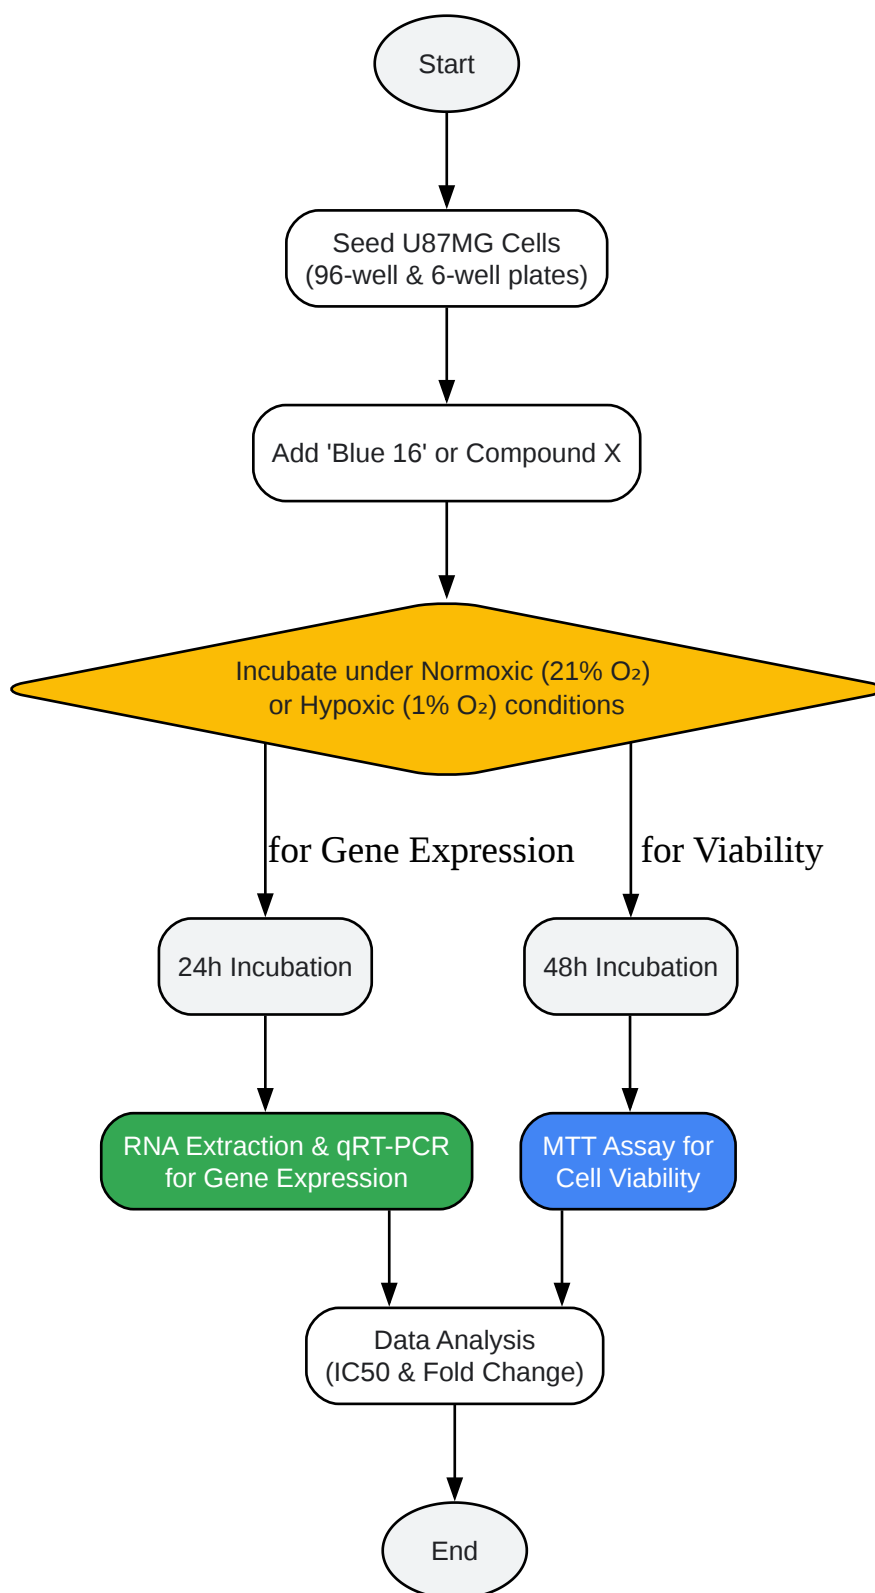 Start
Seed U87MG Cells
(96-well & 6-well plates)
Add 'Blue 16' or Compound X
Incubate under Normoxic (21% O₂)
or Hypoxic (1% O₂) conditions
for Gene Expression
for Viability
24h Incubation
48h Incubation
RNA Extraction & qRT-PCR
for Gene Expression
MTT Assay for
Cell Viability
Data Analysis
(IC50 & Fold Change)
End